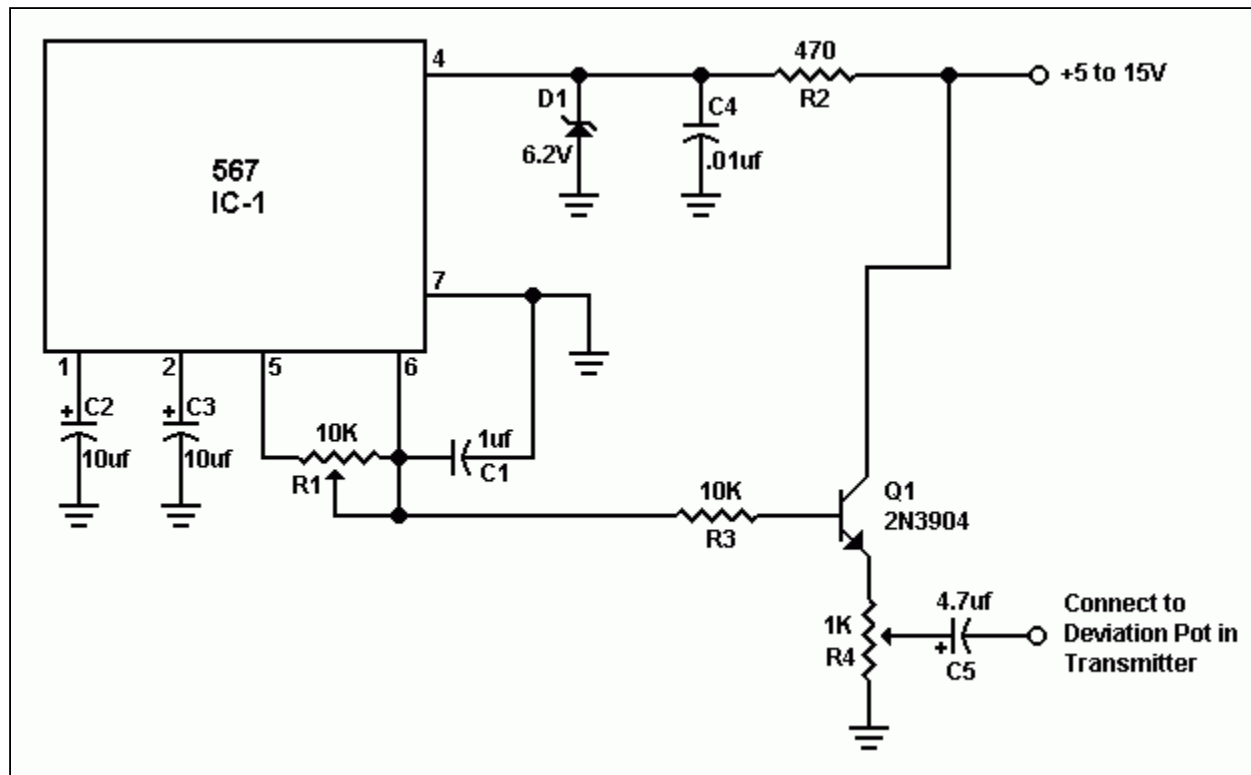 4
470
R2
+5 to 15V
D1
6.2V
C4
.01uf
567
IC-1
7
1
2
5
6
+
C2
10uf
+
C3
10uf
10K
R1
1uf
C1
10K
R3
Q1
2N3904
1K
R4
4.7uf
+
C5
Connect to
Deviation Pot in
Transmitter